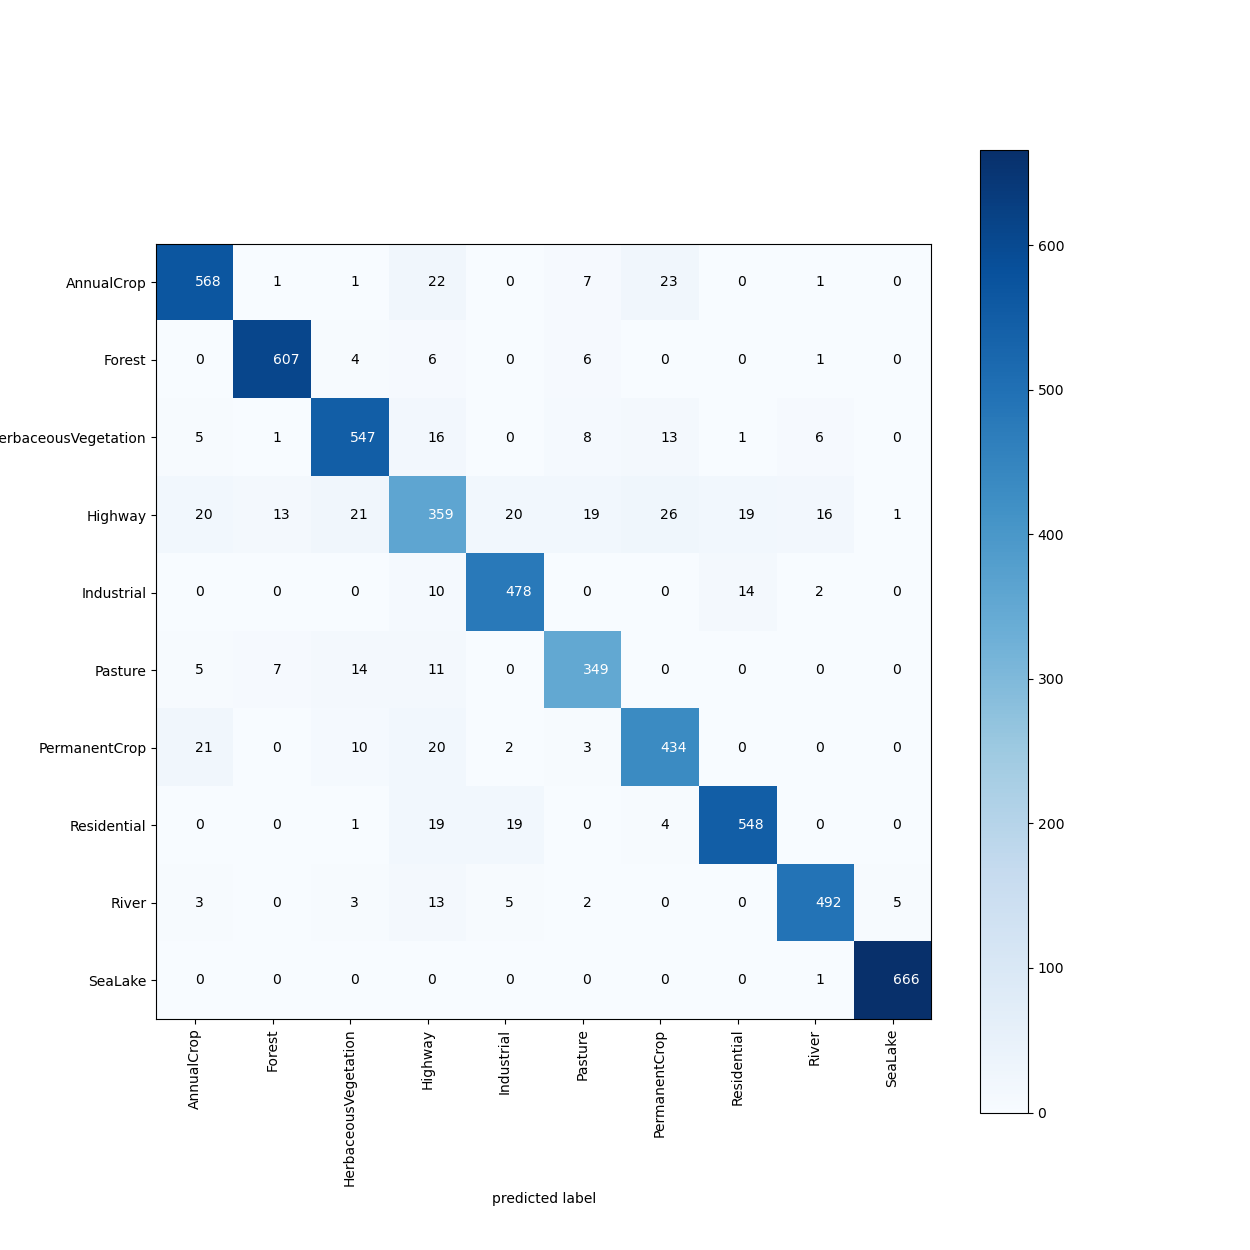 600
AnnualCrop 568 1 1 22 0 7 23 0 1 0
Forest 0 607 4 6 0 6 0 0 1 0
500
erbaceousVegetation 5 1 547 16 0 8 13 1 6 0
Highway 20 13 21 359 20 19 26 19 16 1
400
Industrial 0 0 0 10 478 0 0 14 2 0
Pasture 5 7 14 11 0 349 0 0 0 0
300
PermanentCrop 21 0 10 20 2 3 434 0 0 0
Residential 0 0 1 19 19 0 4 548 0 0
200
River 3 0 3 13 5 2 0 0 492 5
100
SeaLake 0 0 0 0 0 0 0 0 1 666
0
AnnualCrop
Forest
HerbaceousVegetation
Highway
Industrial
Pasture
PermanentCrop
Residential
River
SeaLake
predicted label